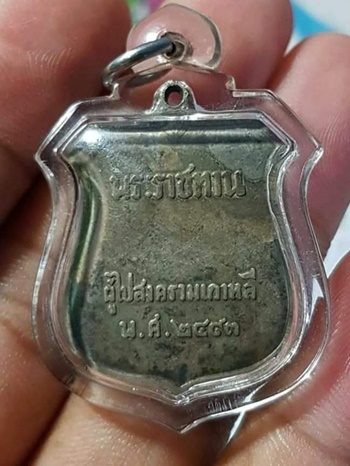 พระราชทาน
ผู้ไปสงครามเกาหลี
พ.ศ.๒๔๙๓